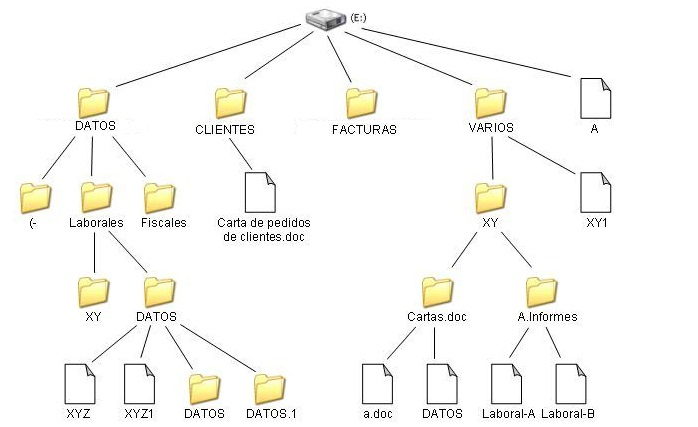 (E:)
DATOS
CLIENTES
FACTURAS
VARIOS
A
(-
Laborales
Fiscales
Carta de pedidos
de clientes.doc
XY
XY1
XY
DATOS
Cartas.doc
A.Informes
XYZ
XYZ1
DATOS
DATOS.1
a.doc
DATOS
Laboral-A
Laboral-B